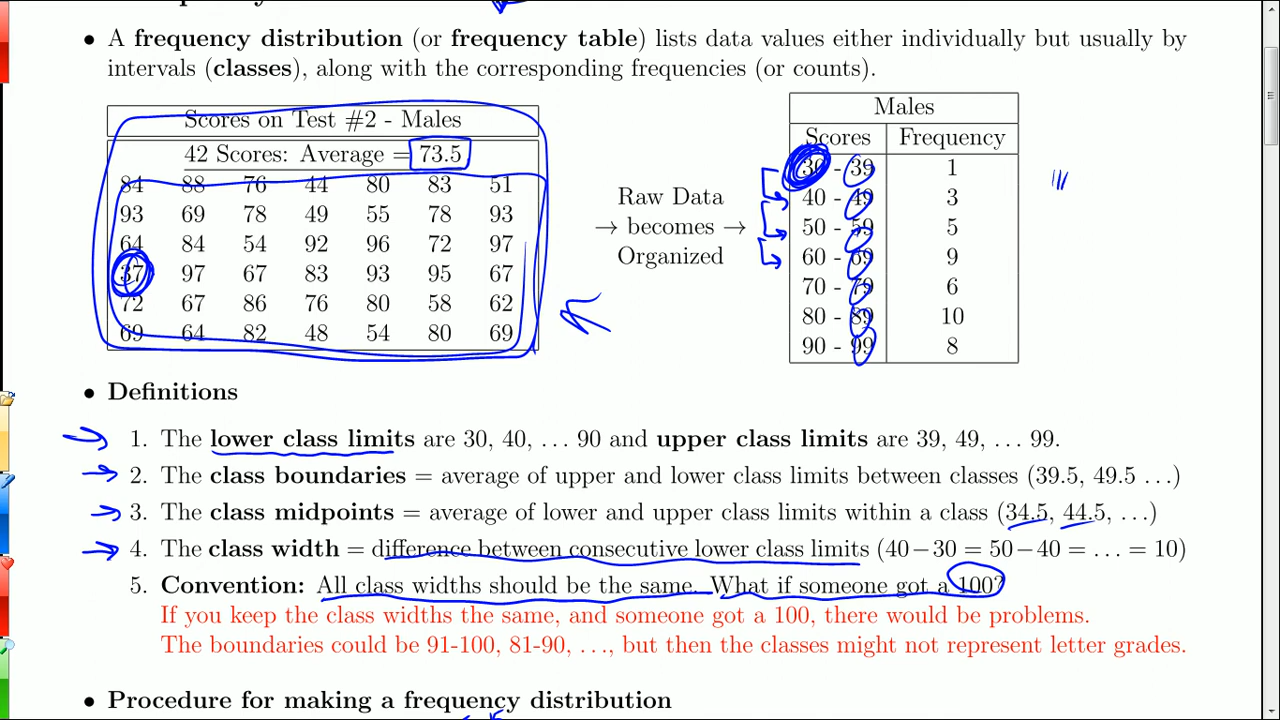 • A frequency distribution (or frequency table) lists data values either individually but usually by
intervals (classes), along with the corresponding frequencies (or counts).
Scores on Test #2 - Males
42 Scores: Average = 73.5
84 88 76 44 80 83 51
93 69 78 49 55 78 93
64 84 54 92 96 72 97
37 97 67 83 93 95 67
72 67 86 76 80 58 62
69 64 82 48 54 80 69
Raw Data
→ becomes →
Organized
Males
Scores Frequency
30 - 39 1
40 - 49 3
50 - 59 5
60 - 69 9
70 - 79 6
80 - 89 10
90 - 99 8
• Definitions
1. The lower class limits are 30, 40, … 90 and upper class limits are 39, 49, … 99.
2. The class boundaries = average of upper and lower class limits between classes (39.5, 49.5 …)
3. The class midpoints = average of lower and upper class limits within a class (34.5, 44.5, …)
4. The class width = difference between consecutive lower class limits (40−30 = 50−40 = … = 10)
5. Convention: All class widths should be the same. What if someone got a 100?
If you keep the class widths the same, and someone got a 100, there would be problems.
The boundaries could be 91-100, 81-90, …, but then the classes might not represent letter grades.
• Procedure for making a frequency distribution